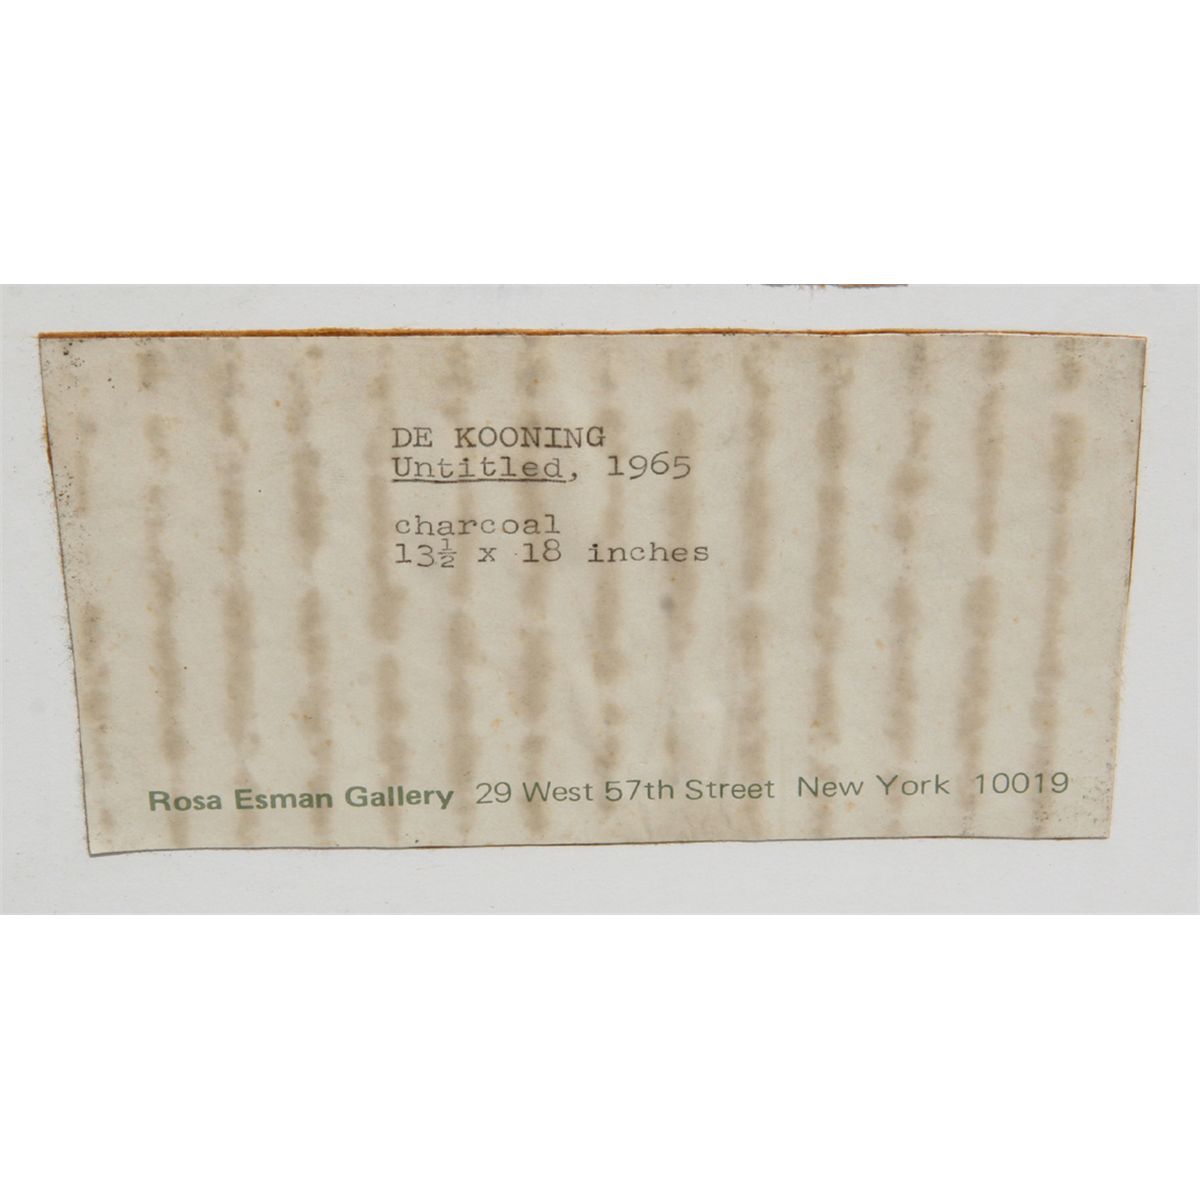 DE KOONING
Untitled, 1965
charcoal
13½ x 18 inches
Rosa Esman Gallery 29 West 57th Street New York 10019